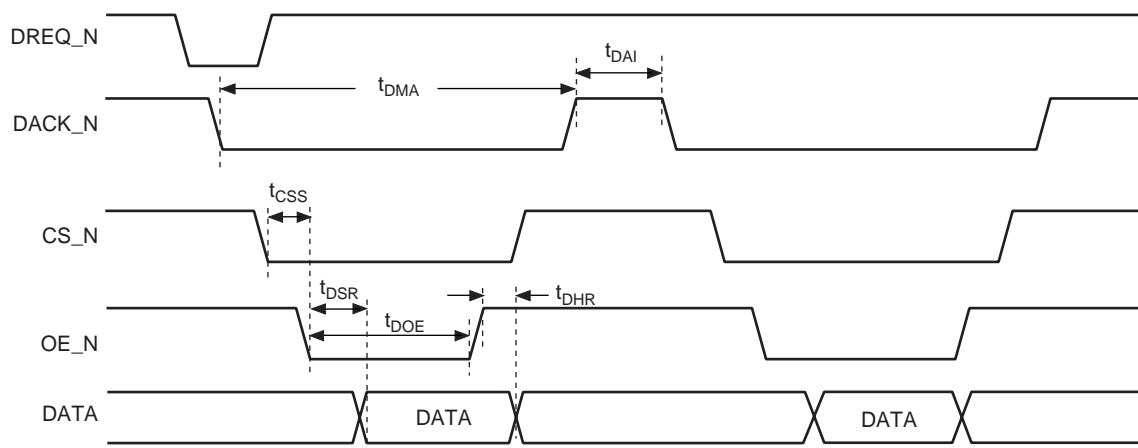 DREQ_N
tDAI
tDMA
DACK_N
tCSS
CS_N
tDSR
tDHR
tDOE
OE_N
DATA
DATA
DATA